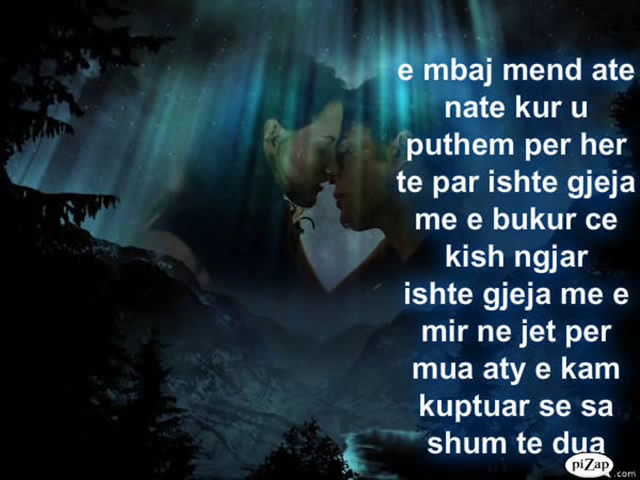 e mbaj mend ate
nate kur u
puthem per her
te par ishte gjeja
me e bukur ce
kish ngjar
ishte gjeja me e
mir ne jet per
mua aty e kam
kuptuar se sa
shum te dua
piZap
.com